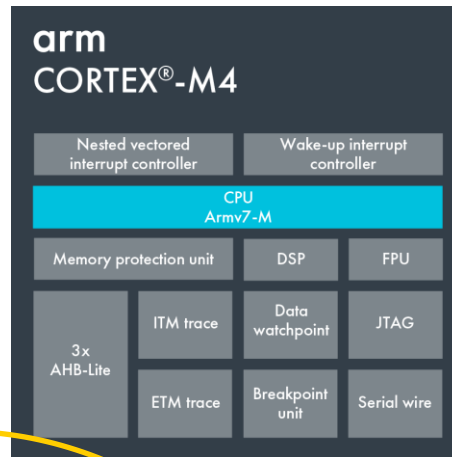 arm
CORTEX®-M4
Nested vectored
interrupt controller
Wake-up interrupt
controller
CPU
Armv7-M
Memory protection unit
DSP
FPU
3x
AHB-Lite
ITM trace
Data
watchpoint
JTAG
ETM trace
Breakpoint
unit
Serial wire